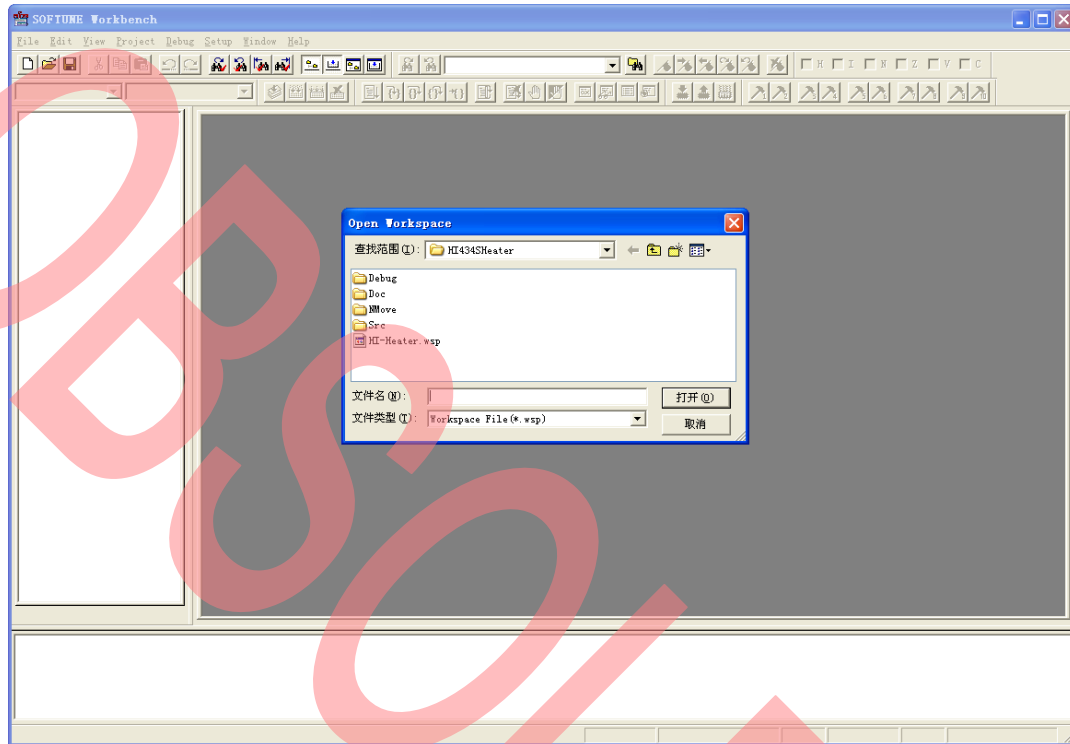 SOFTUNE Workbench
File Edit View Project Debug Setup Window Help
H I N Z V C
Open Workspace
查找范围(I): HI434SHeater
Debug
Doc
NMove
Src
HI-Heater.wsp
文件名(N): 打开(O)
文件类型(T): Workspace File(*.wsp) 取消
OBSOL